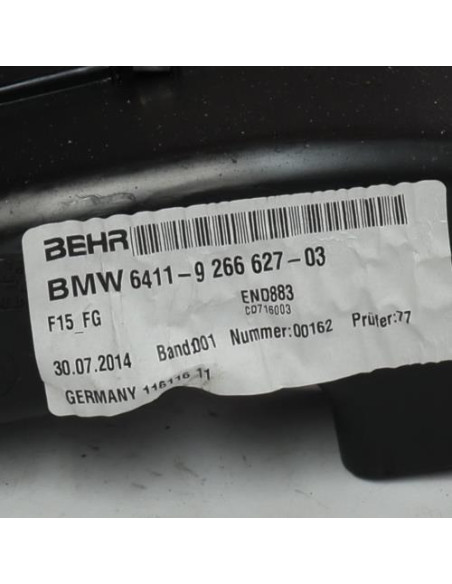 BEHR
BMW 6411-9 266 627-03
END883
C0716003
F15_FG
30.07.2014 Band:001 Nummer:00162 Prüfer:77
GERMANY